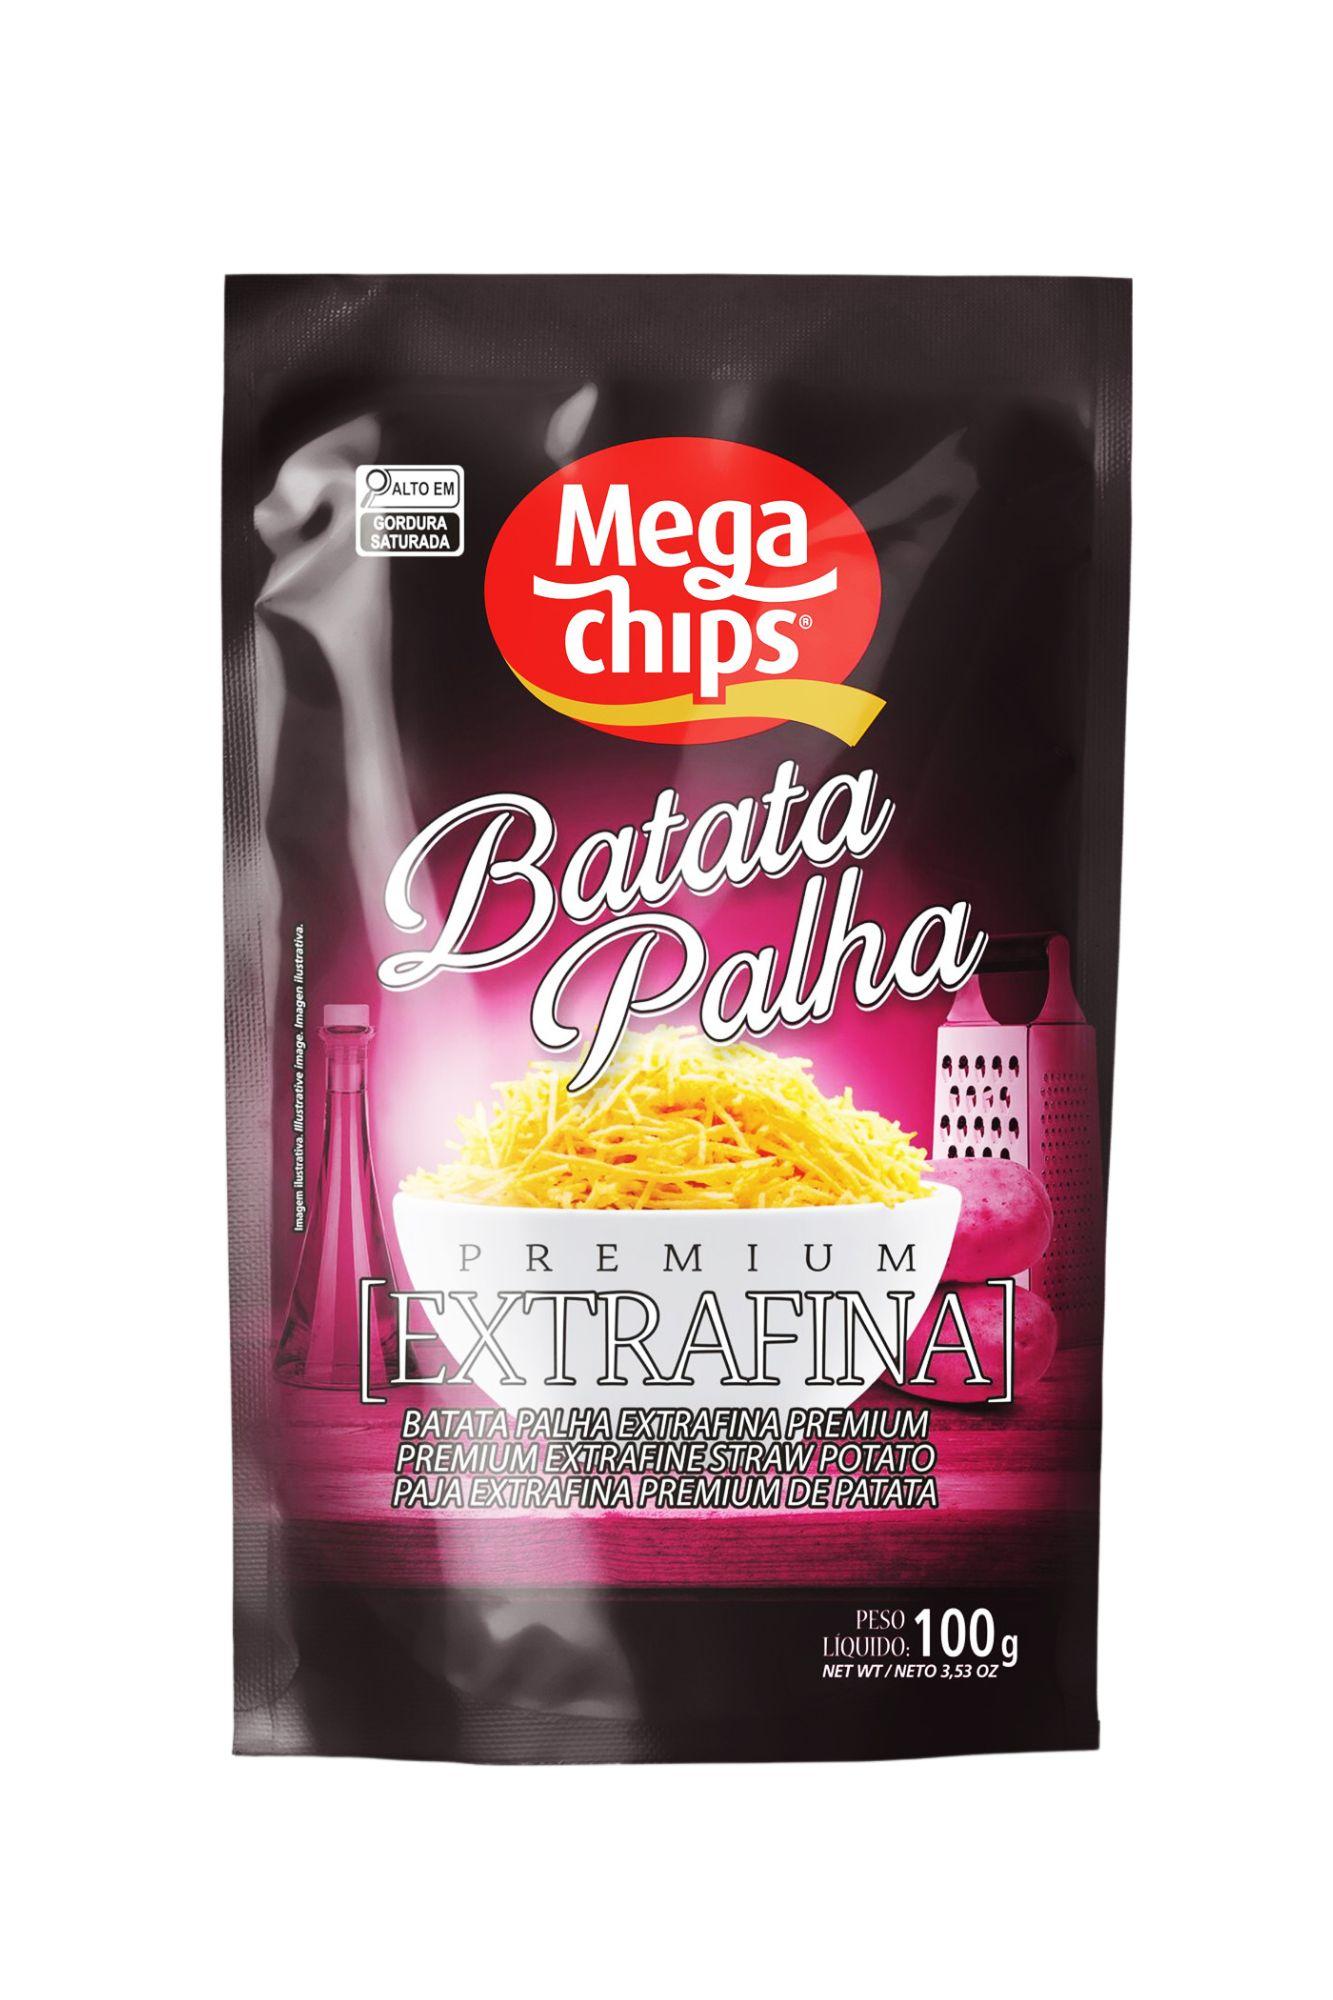 ALTO EM
GORDURA
SATURADA
Mega
chips®
Batata
Palha
Imagem ilustrativa. Illustrative image. Imagen ilustrativa.
PREMIUM
[EXTRAFINA]
BATATA PALHA EXTRAFINA PREMIUM
PREMIUM EXTRAFINE STRAW POTATO
PAJA EXTRAFINA PREMIUM DE PATATA
PESO
LÍQUIDO: 100g
NET WT / NETO 3,53 OZ